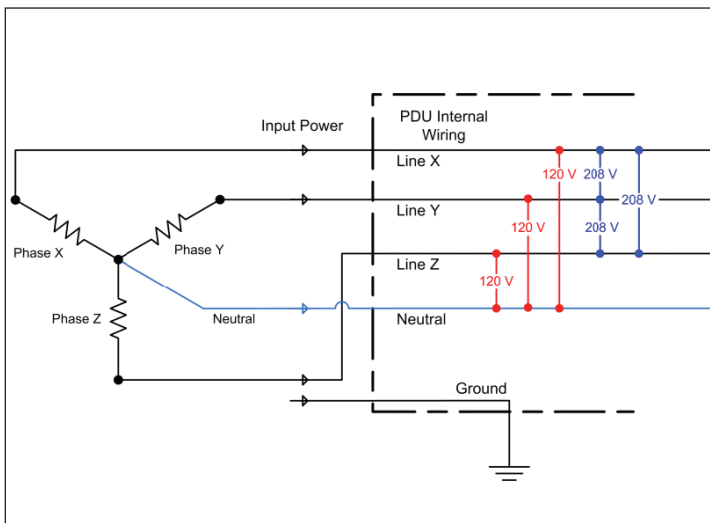 Input Power
PDU Internal
Wiring
Line X
120 V
208 V
208 V
Line Y
Phase X
Phase Y
120 V
208 V
Line Z
120 V
Phase Z
Neutral
Neutral
Ground